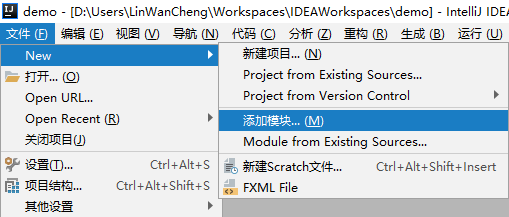 demo - [D:\Users\LinWanCheng\Workspaces\IDEAWorkspaces\demo] - IntelliJ IDE
文件 (F) 编辑 (E) 视图 (V) 导航 (N) 代码 (C) 分析 (Z) 重构 (R) 生成 (B) 运行 (U)
New
打开... (O)
Open URL...
Open Recent (R)
关闭项目(J)
设置(T)... Ctrl+Alt+S
项目结构... Ctrl+Alt+Shift+S
其他设置
新建项目... (N)
Project from Existing Sources...
Project from Version Control
添加模块... (M)
Module from Existing Sources...
新建Scratch文件... Ctrl+Alt+Shift+Insert
FXML File